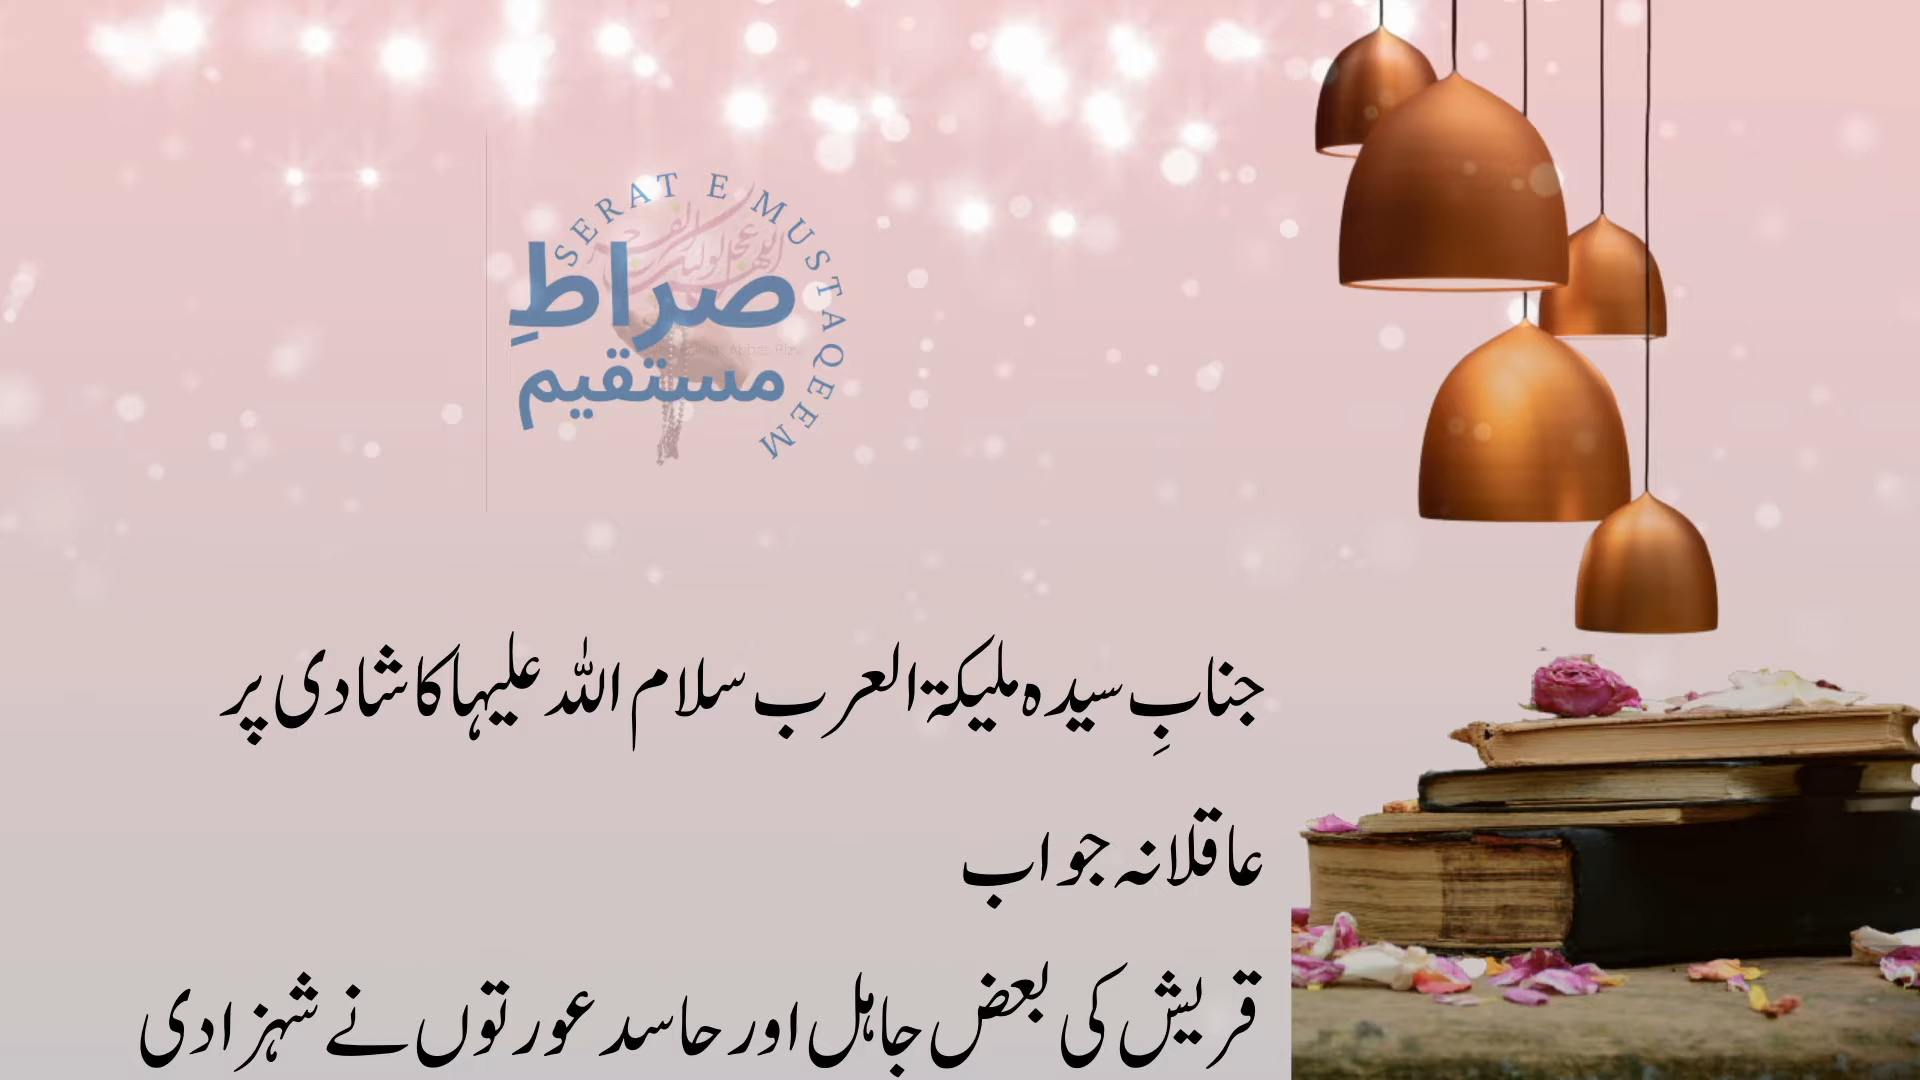 SERAT E MUSTAQEEM
صراطِ
مستقیم
جنابِ سیدہ ملیکۃ العرب سلام اللہ علیہا کا شادی پر
عاقلانہ جواب
قریش کی بعض جاہل اور حاسد عورتوں نے شہزادی